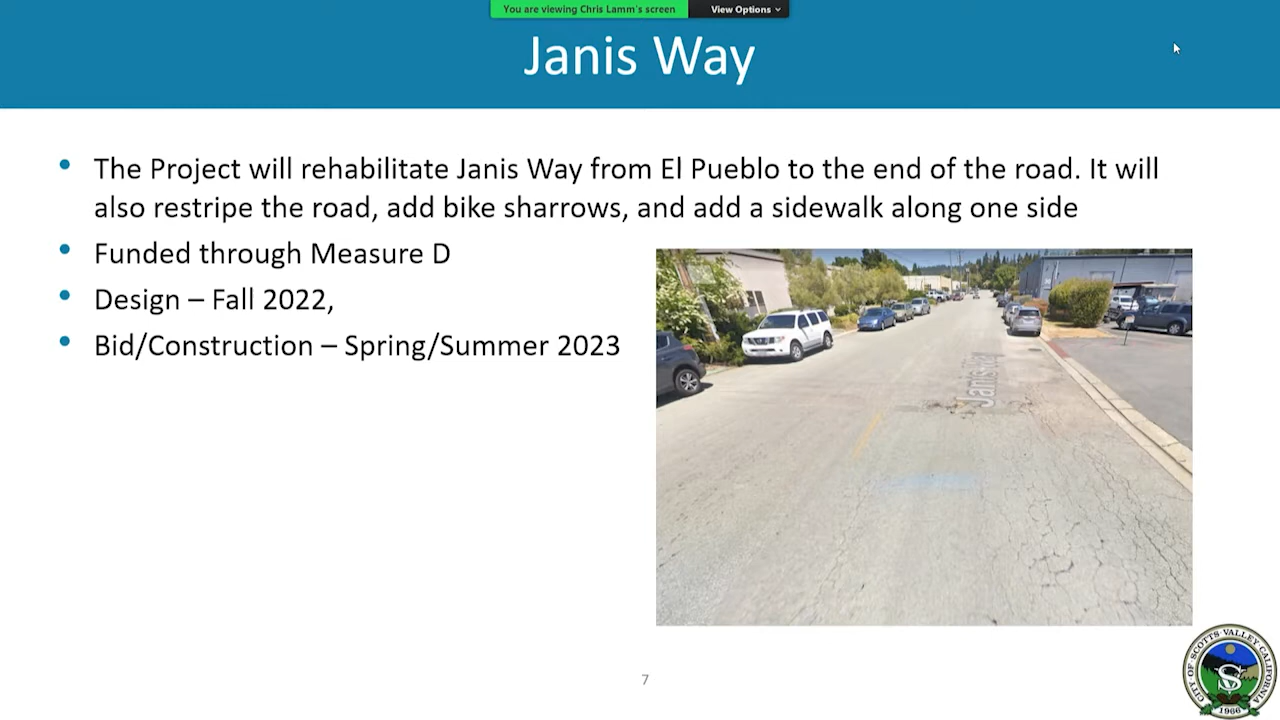 You are viewing Chris Lamm's screen View Options
Janis Way
• The Project will rehabilitate Janis Way from El Pueblo to the end of the road. It will
also restripe the road, add bike sharrows, and add a sidewalk along one side
• Funded through Measure D
• Design – Fall 2022,
• Bid/Construction – Spring/Summer 2023
Janis Way
7
CITY OF SCOTTS VALLEY, CALIFORNIA
SV
1966